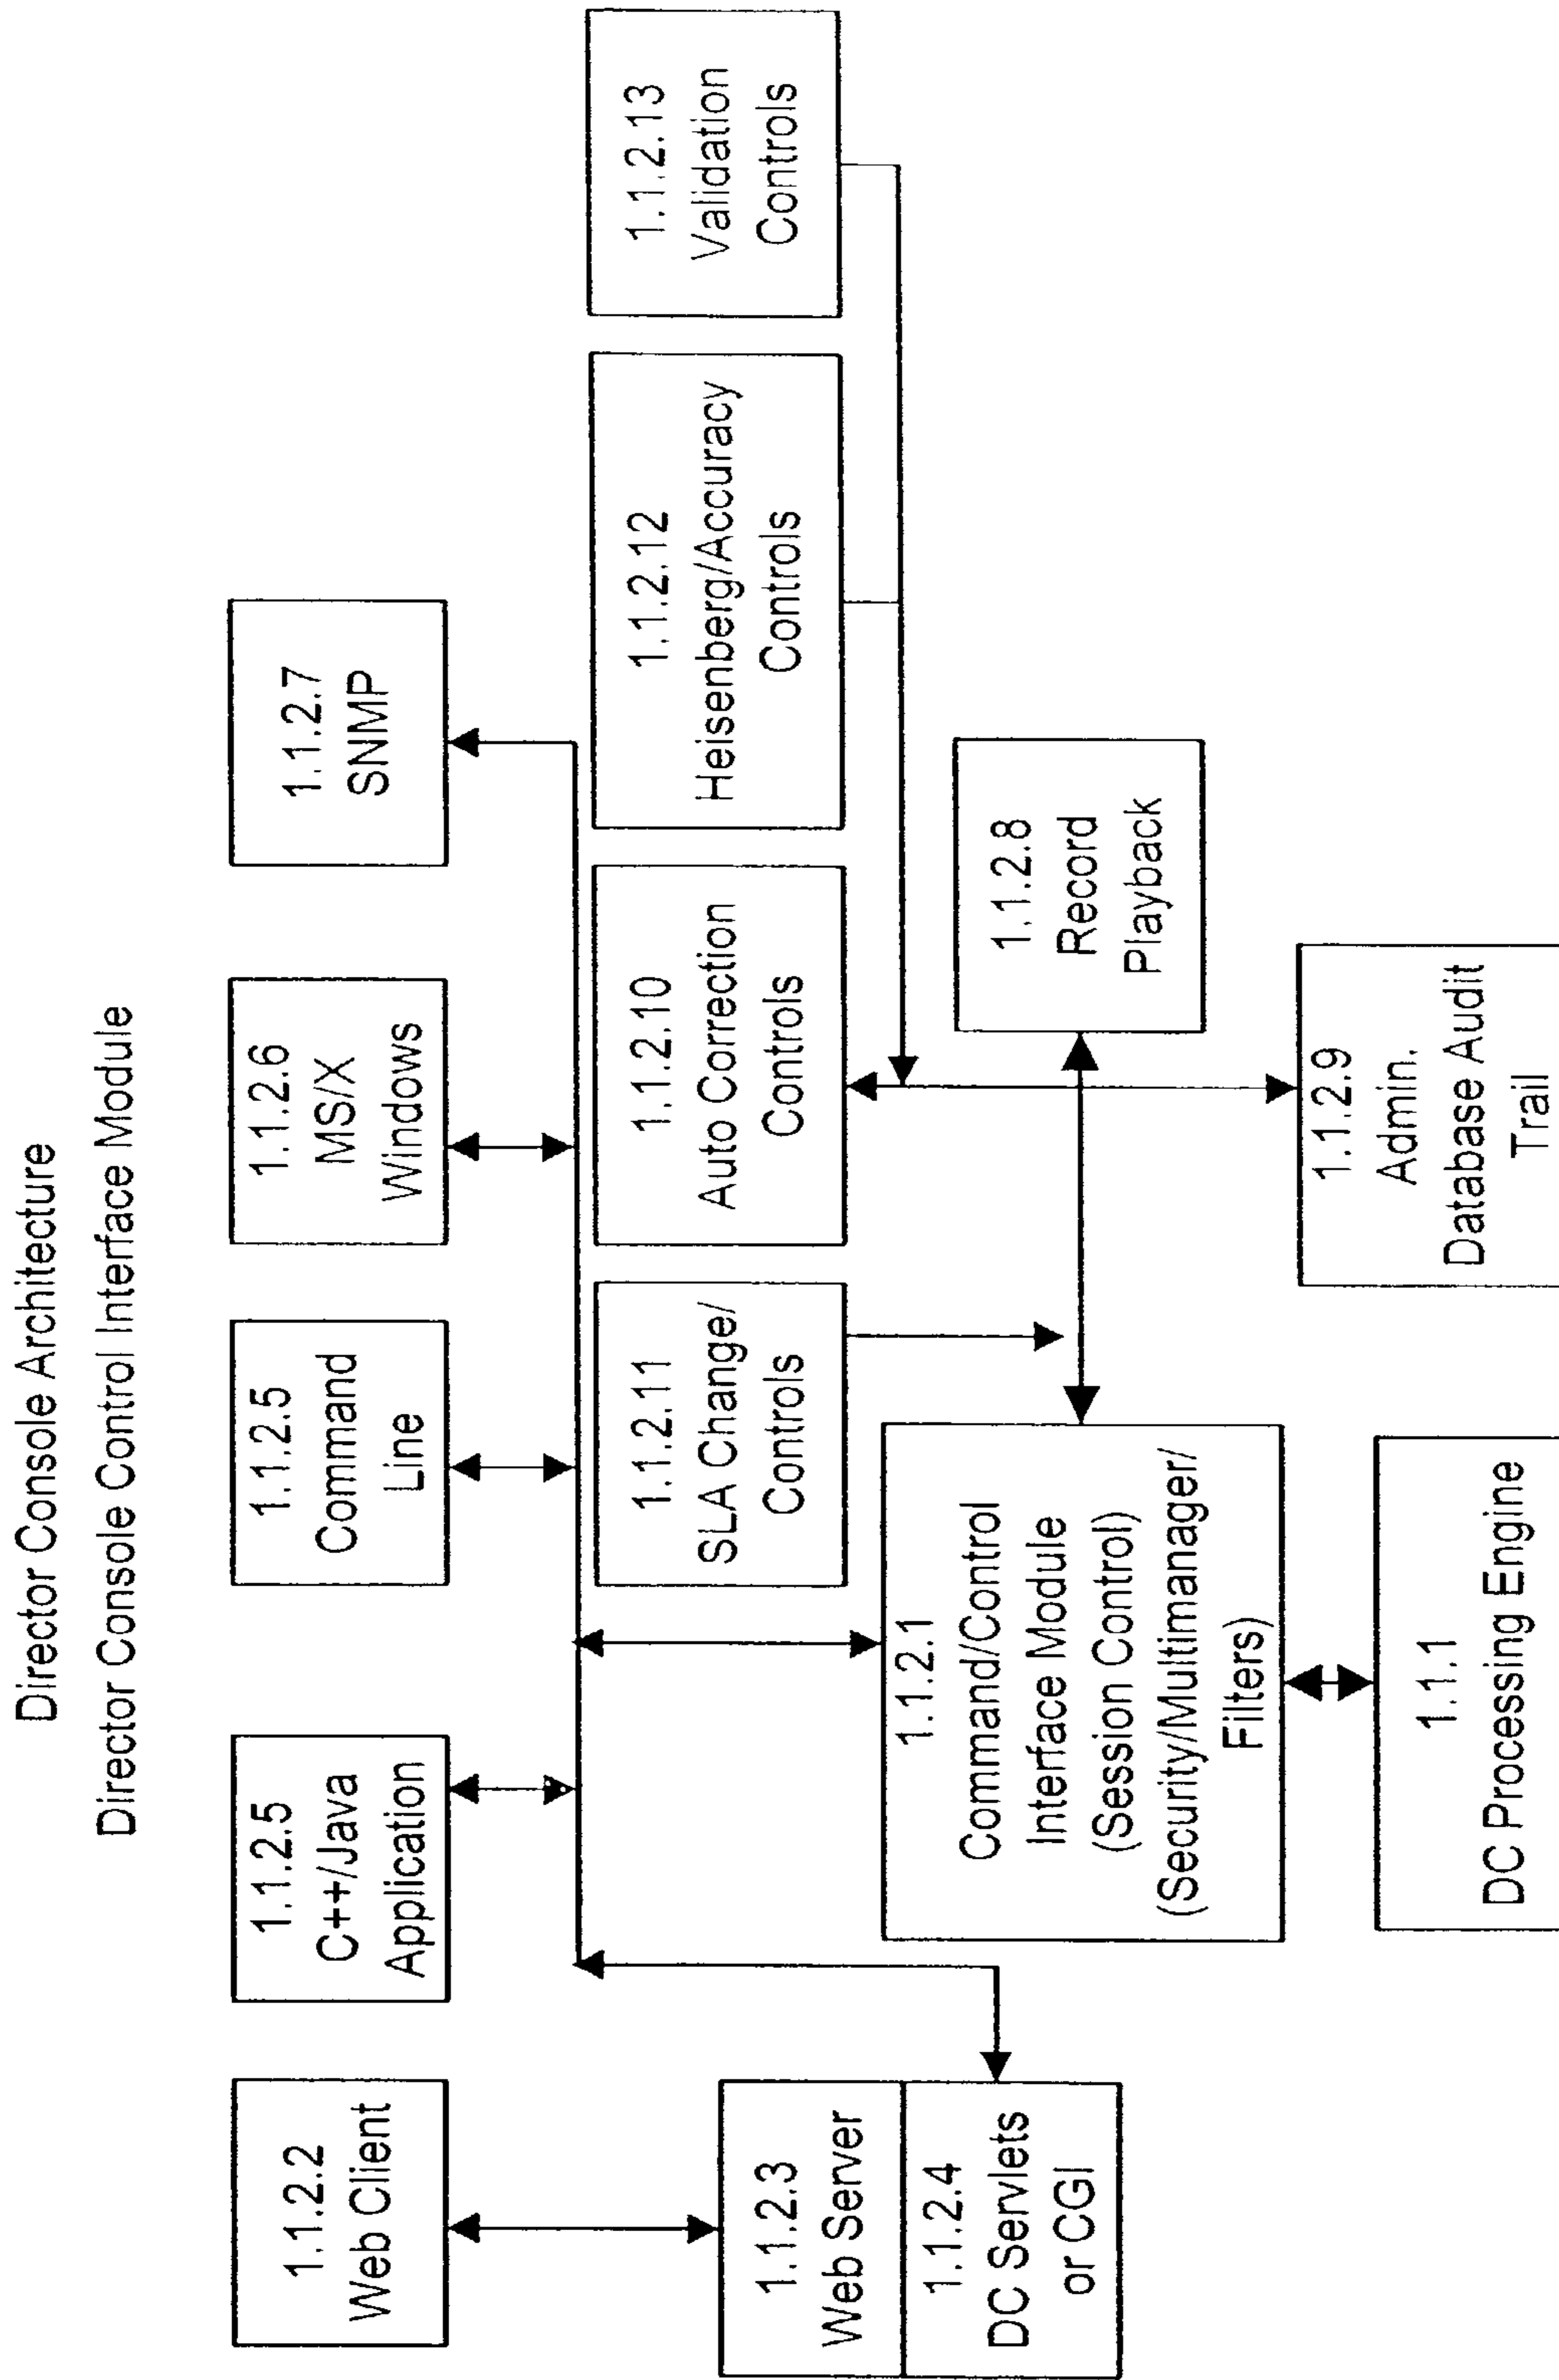 Director Console Architecture
Director Console Control Interface Module
1.1.2.2
Web Client
1.1.2.5
C++/Java
Application
1.1.2.5
Command
Line
1.1.2.6
MS/X
Windows
1.1.2.7
SNMP
1.1.2.11
SLA Change/
Controls
1.1.2.10
Auto Correction
Controls
1.1.2.12
Heisenberg/Accuracy
Controls
1.1.2.13
Validation
Controls
1.1.2.3
Web Server
1.1.2.4
DC Servlets
or CGI
1.1.2.1
Command/Control
Interface Module
(Session Control)
(Security/Multimanager/
Filters)
1.1.2.8
Record
Playback
1.1.1
DC Processing Engine
1.1.2.9
Admin.
Database Audit
Trail